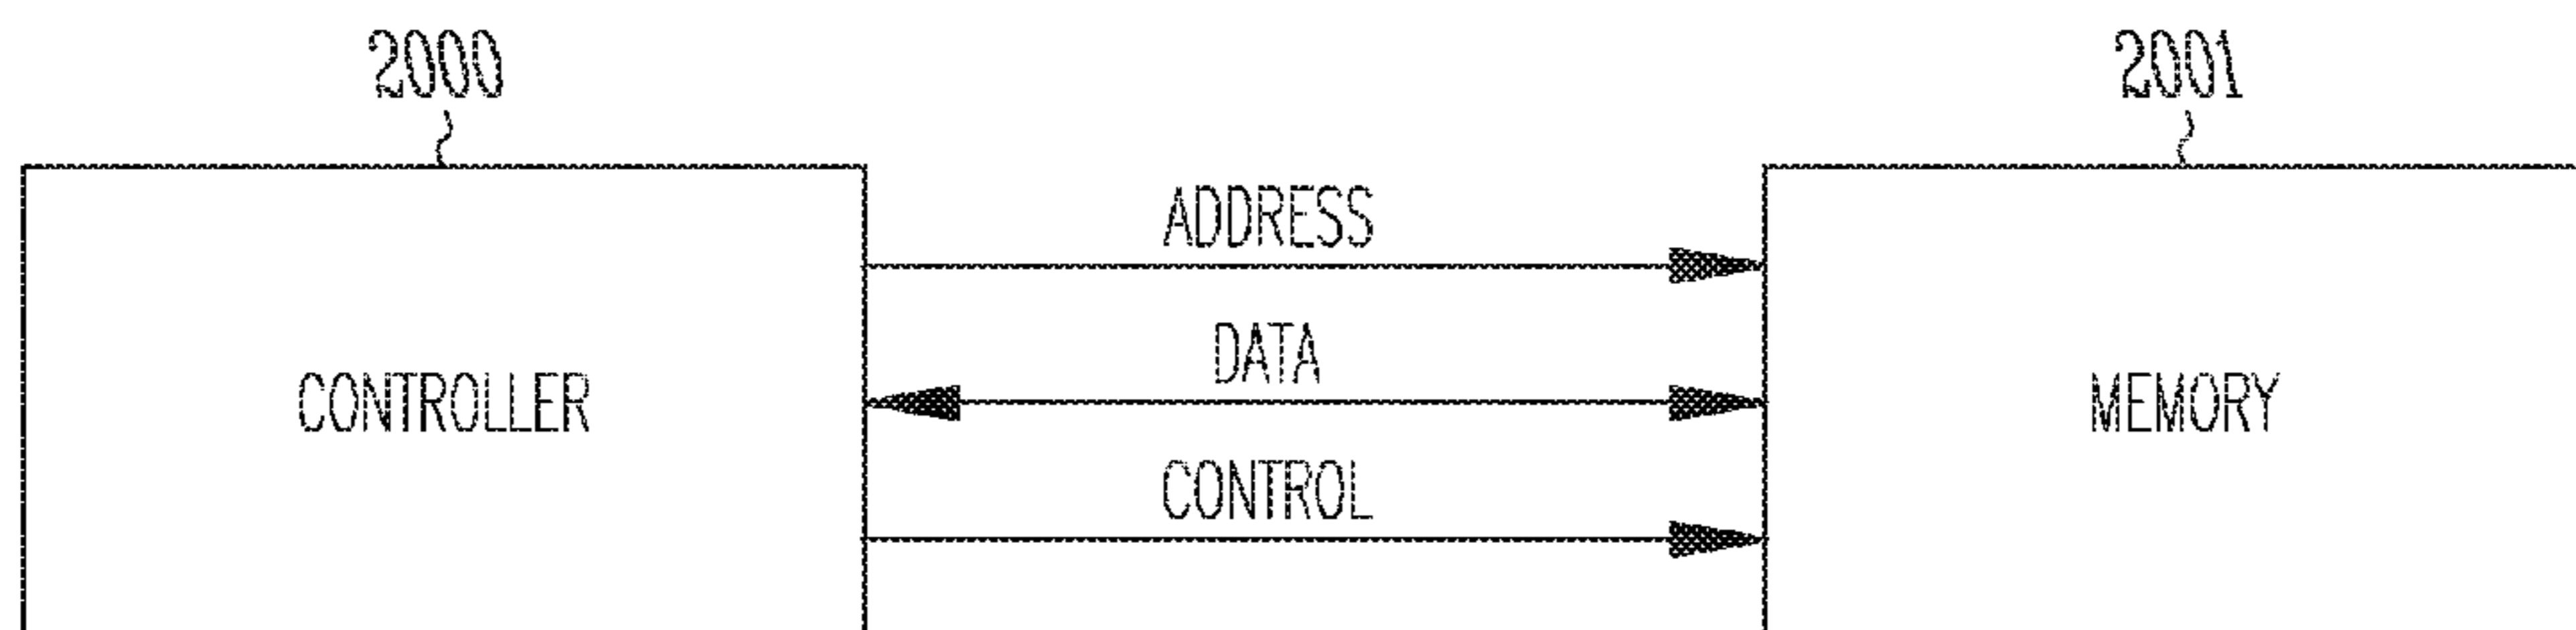 2000 2001
ADDRESS
DATA
CONTROLLER MEMORY
CONTROL